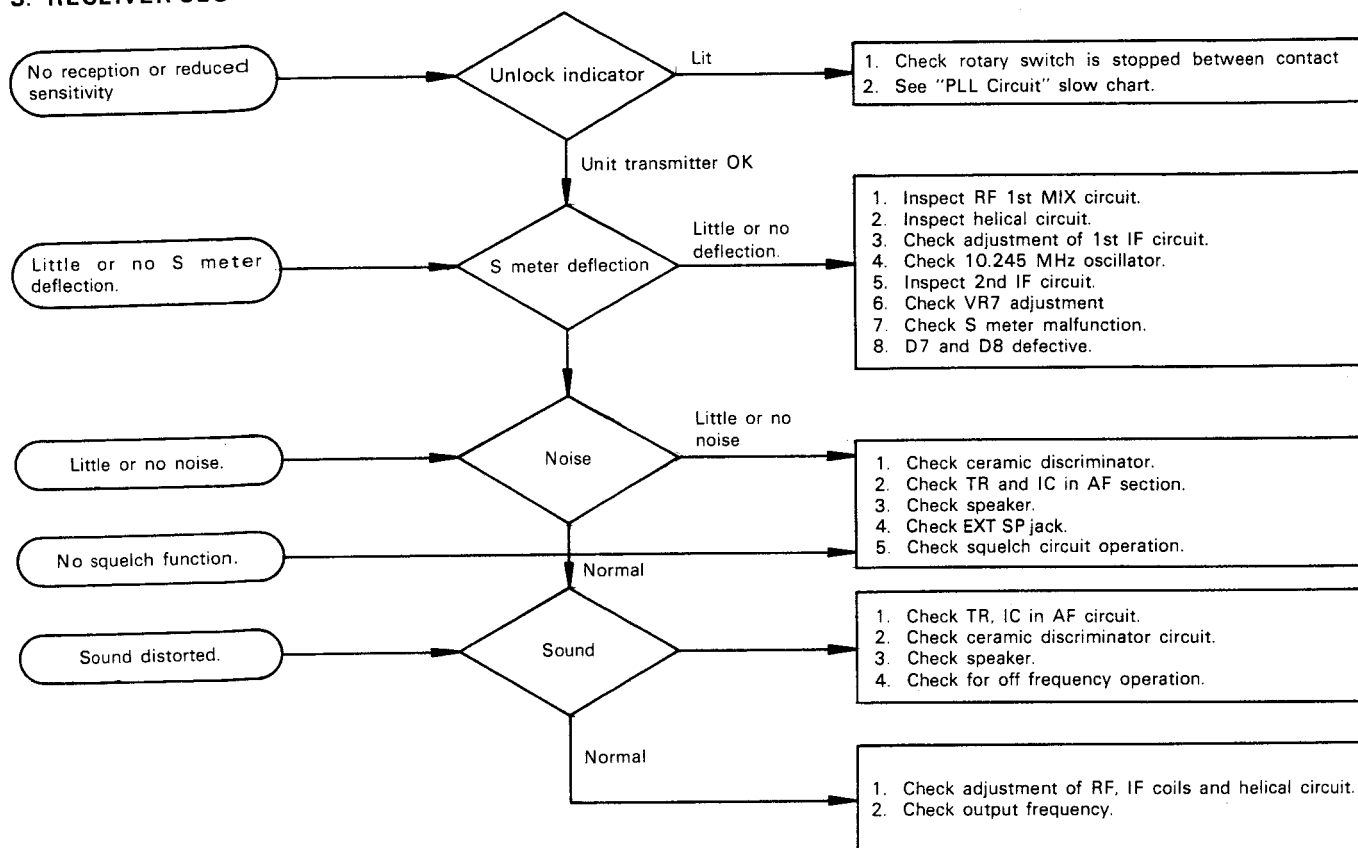 No reception or reduced
sensitivity
Unlock indicator
Lit
1. Check rotary switch is stopped between contact
2. See "PLL Circuit" slow chart.
Unit transmitter OK
Little or no S meter
deflection.
S meter deflection
Little or no
deflection.
1. Inspect RF 1st MIX circuit.
2. Inspect helical circuit.
3. Check adjustment of 1st IF circuit.
4. Check 10.245 MHz oscillator.
5. Inspect 2nd IF circuit.
6. Check VR7 adjustment
7. Check S meter malfunction.
8. D7 and D8 defective.
Little or no noise.
Noise
Little or no
noise
1. Check ceramic discriminator.
2. Check TR and IC in AF section.
3. Check speaker.
4. Check EXT SP jack.
5. Check squelch circuit operation.
No squelch function.
Normal
Sound distorted.
Sound
1. Check TR, IC in AF circuit.
2. Check ceramic discriminator circuit.
3. Check speaker.
4. Check for off frequency operation.
Normal
1. Check adjustment of RF, IF coils and helical circuit.
2. Check output frequency.